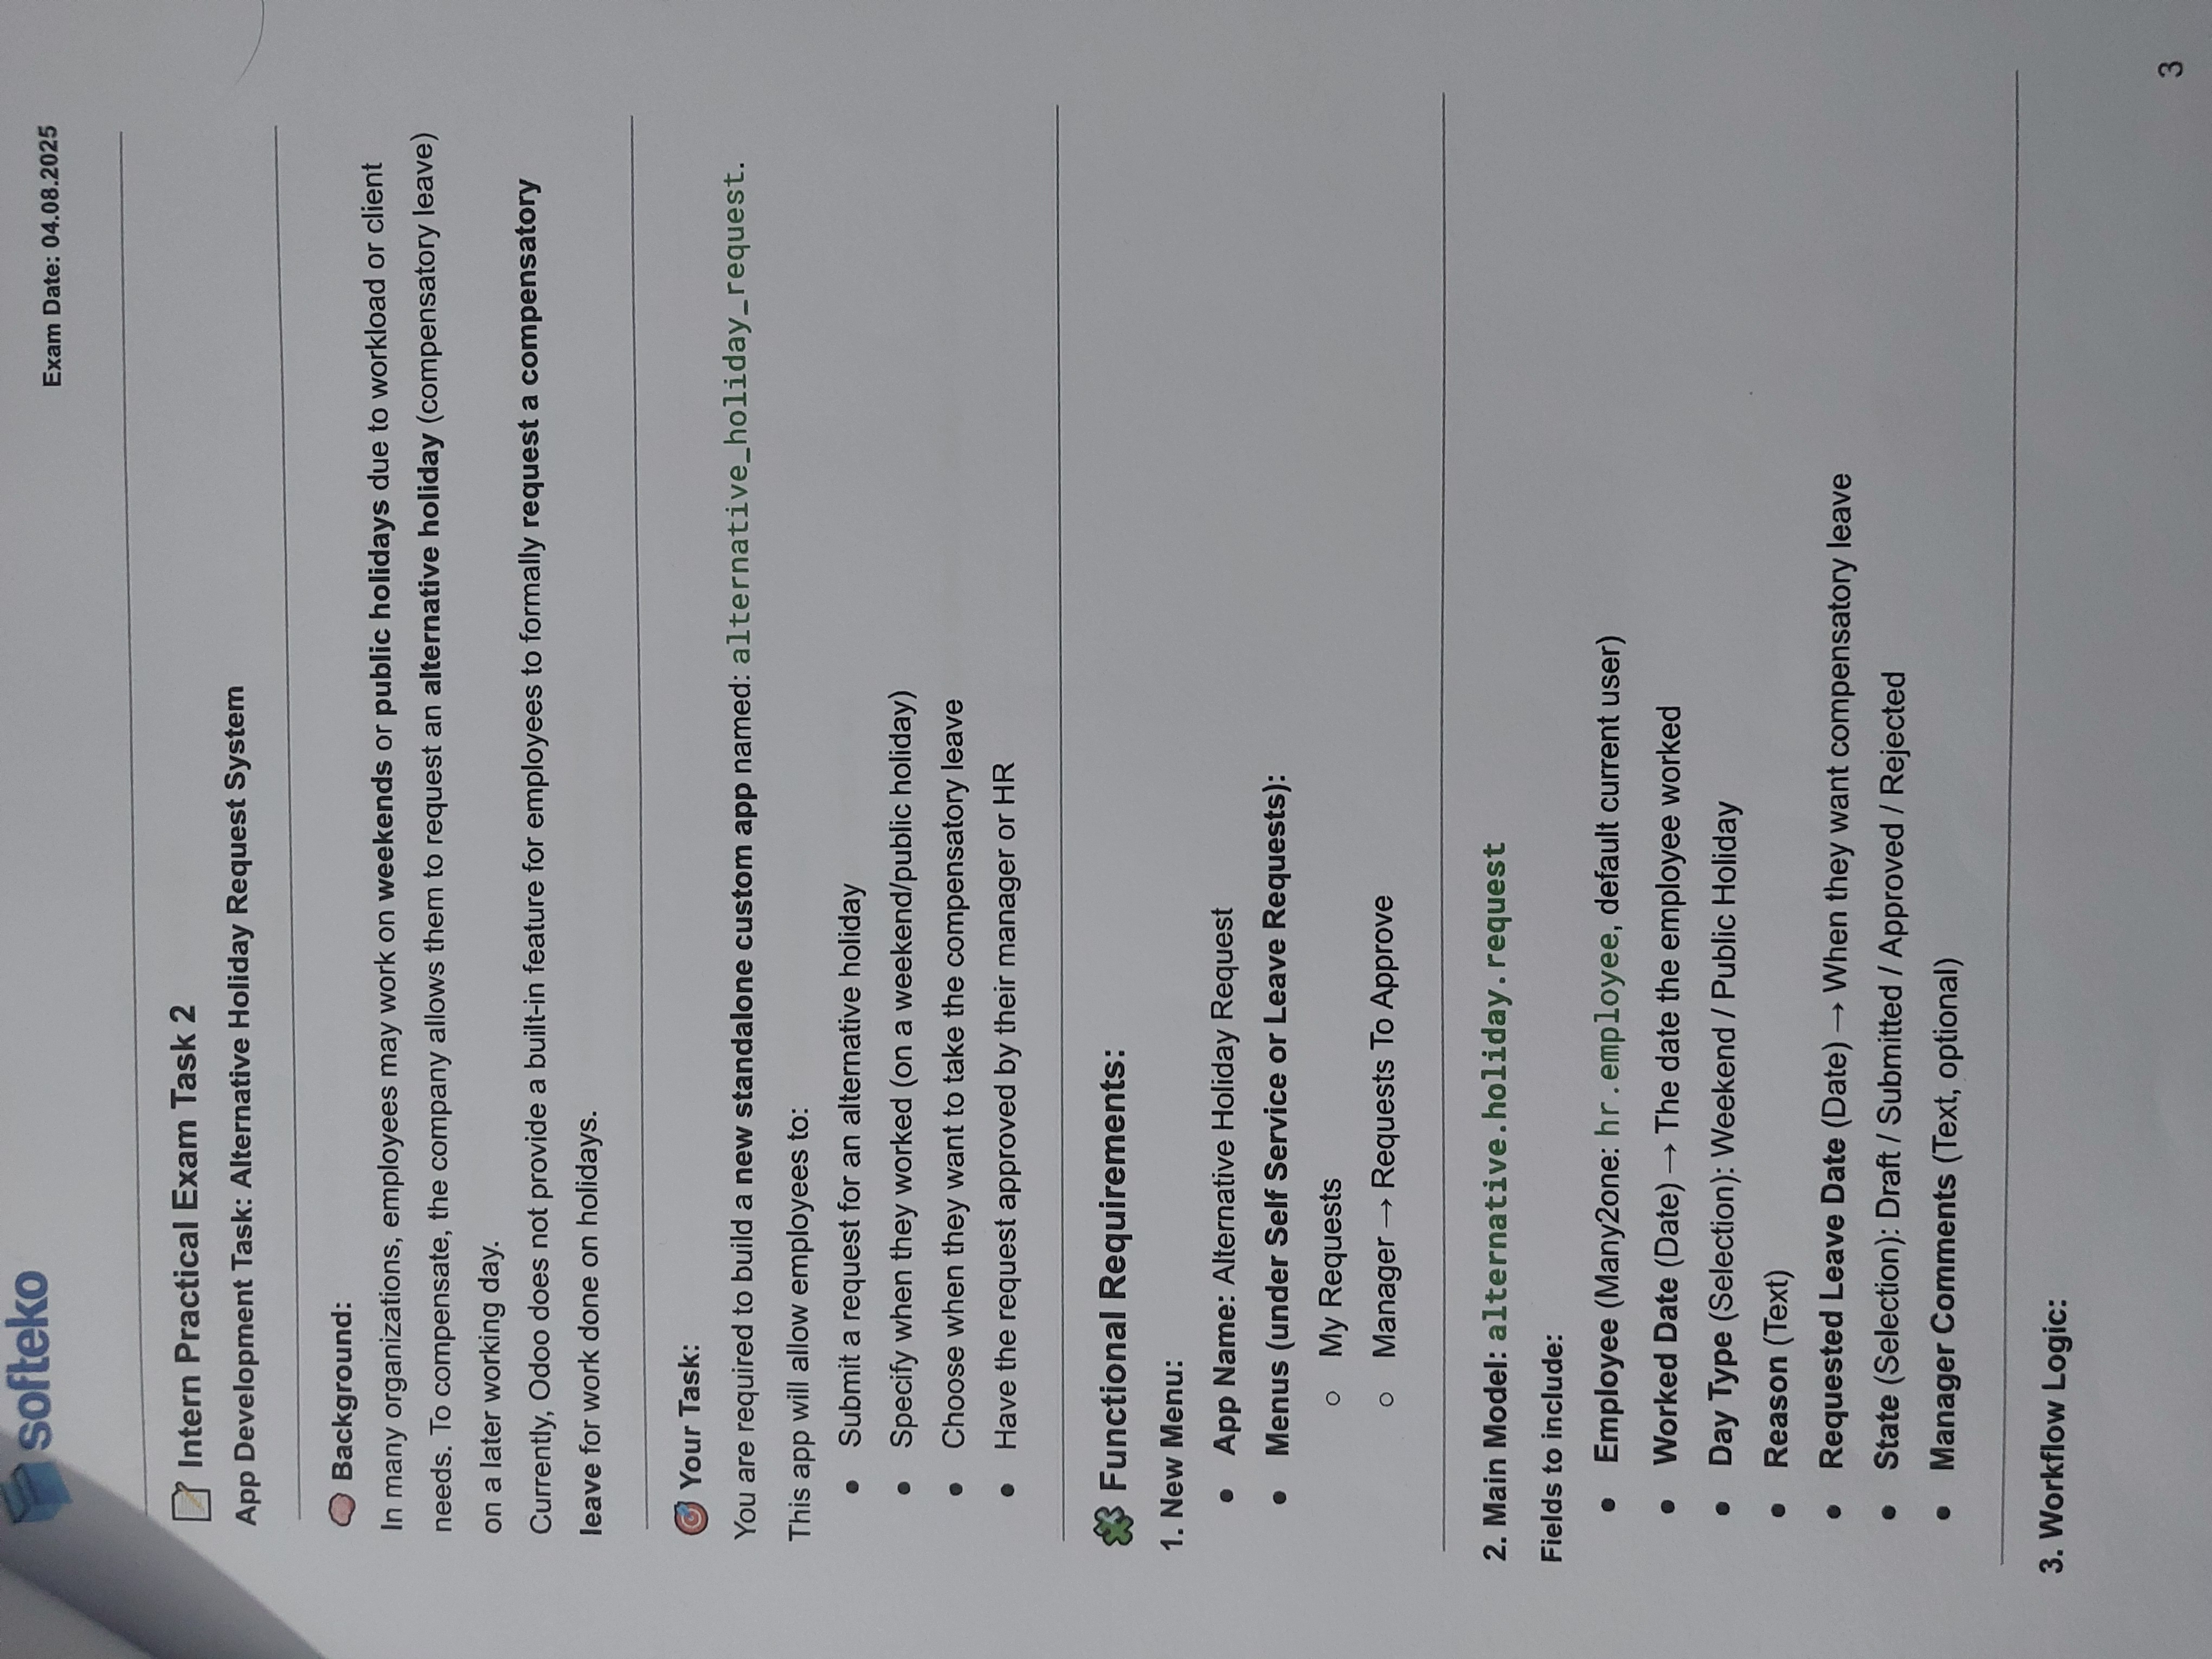 softeko
Exam Date: 04.08.2025
Intern Practical Exam Task 2
App Development Task: Alternative Holiday Request System
Background:
In many organizations, employees may work on weekends or public holidays due to workload or client
needs. To compensate, the company allows them to request an alternative holiday (compensatory leave)
on a later working day.
Currently, Odoo does not provide a built-in feature for employees to formally request a compensatory
leave for work done on holidays.
Your Task:
You are required to build a new standalone custom app named: alternative_holiday_request.
This app will allow employees to:
● Submit a request for an alternative holiday
● Specify when they worked (on a weekend/public holiday)
● Choose when they want to take the compensatory leave
● Have the request approved by their manager or HR
Functional Requirements:
1. New Menu:
● App Name: Alternative Holiday Request
● Menus (under Self Service or Leave Requests):
○ My Requests
○ Manager → Requests To Approve
2. Main Model: alternative.holiday.request
Fields to include:
● Employee (Many2one: hr.employee, default current user)
● Worked Date (Date) → The date the employee worked
● Day Type (Selection): Weekend / Public Holiday
● Reason (Text)
● Requested Leave Date (Date) → When they want compensatory leave
● State (Selection): Draft / Submitted / Approved / Rejected
● Manager Comments (Text, optional)
3. Workflow Logic:
3